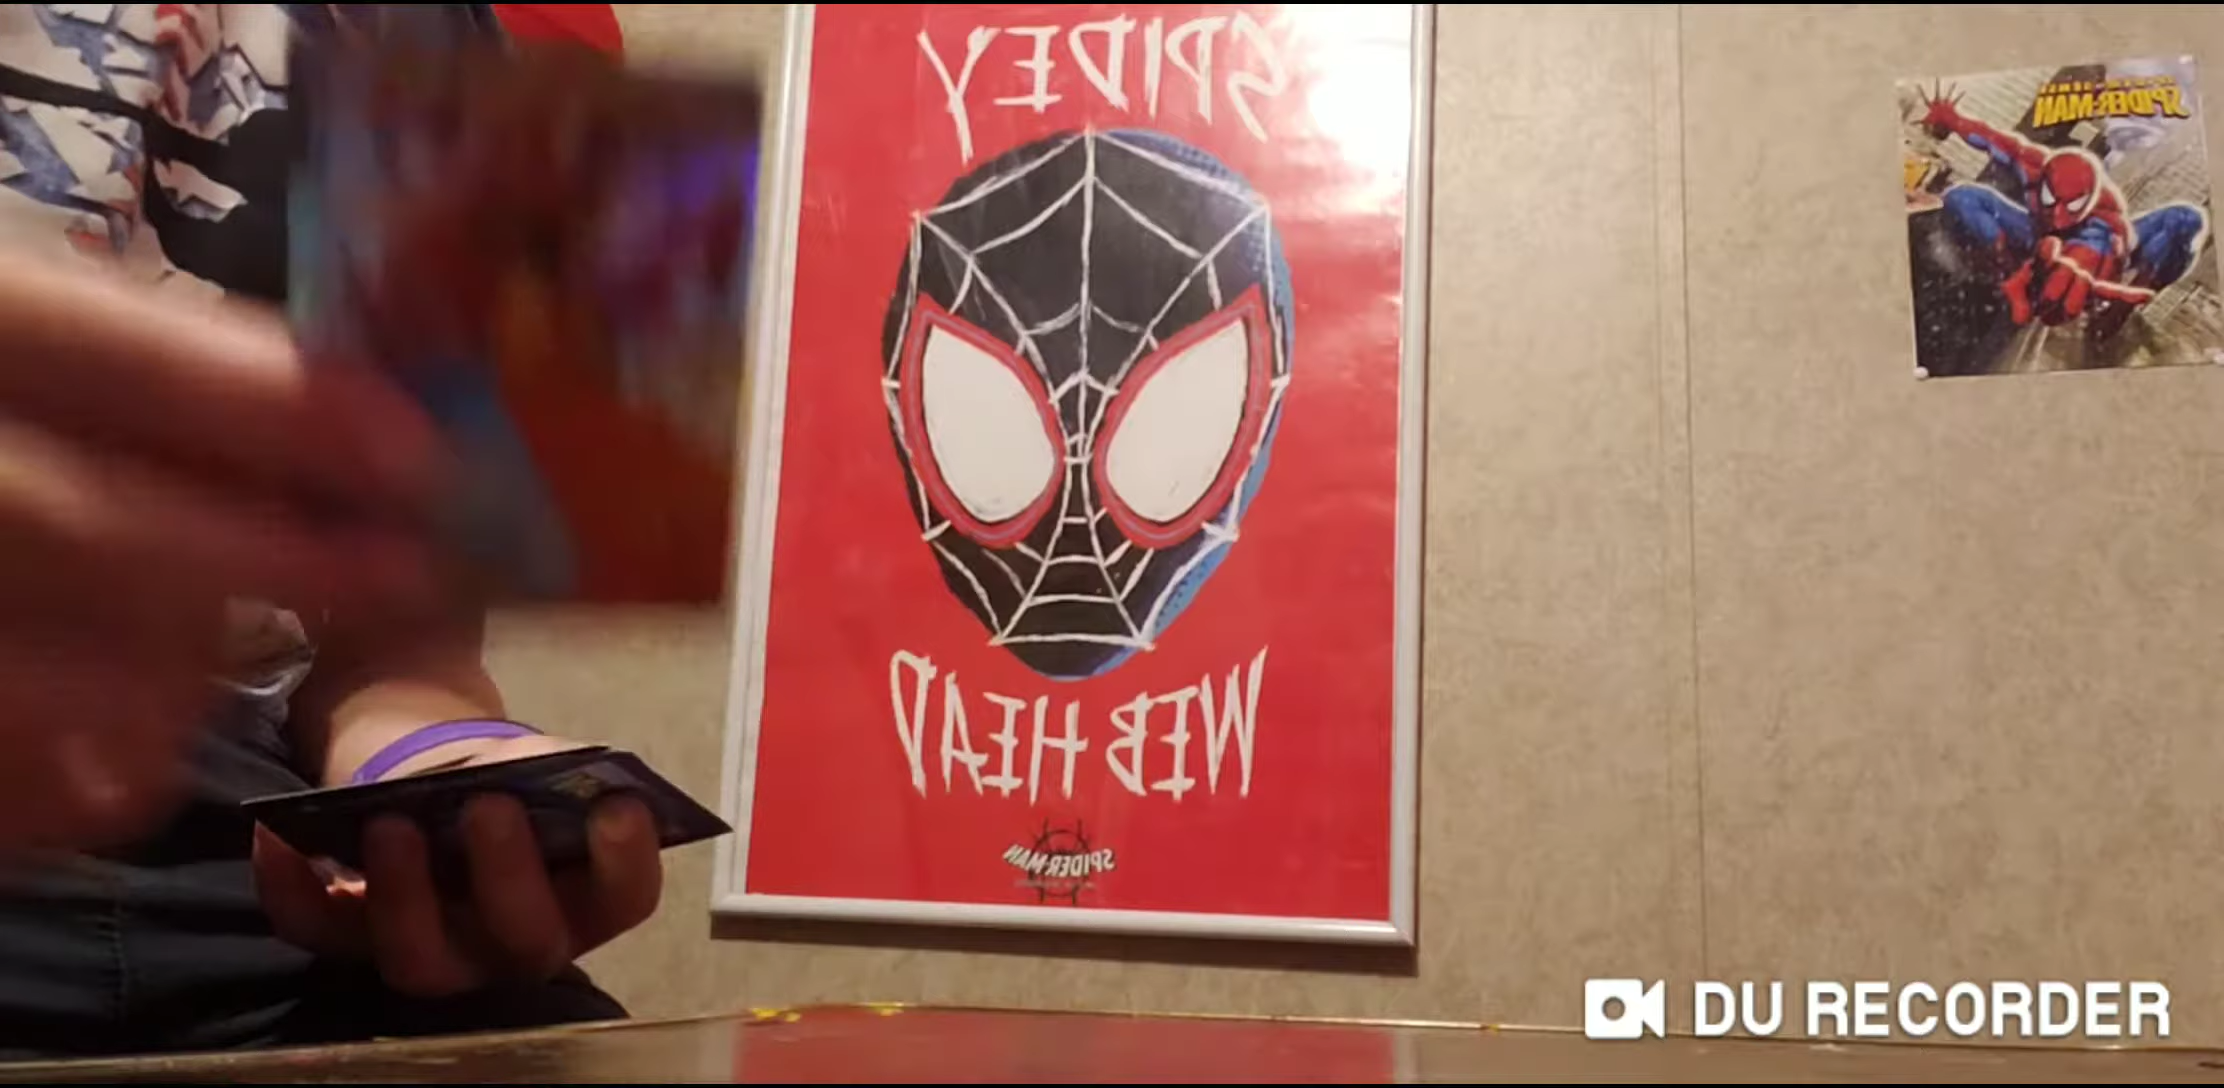 SPIDEY
WEB HEAD
SPIDER-MAN
SPIDER-MAN
DU RECORDER